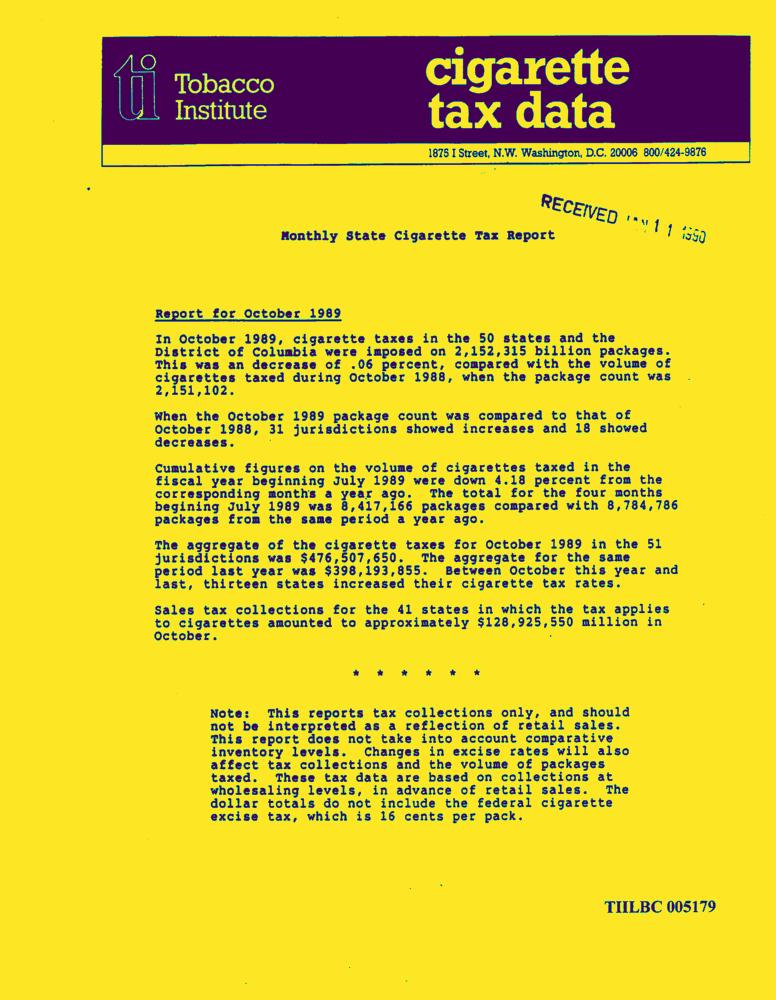 ti Tobacco
Institute
cigarette
tax data
1875 I Street, N.W. Washington, D.C. 20006 800/424-9876
RECEIVED 1 1 1990
Monthly State Cigarette Tax Report
Report for October 1989
In October 1989, cigarette taxes in the 50 states and the
District of Columbia were imposed on 2,152,315 billion packages.
This was an decrease of .06 percent, compared with the volume of
cigarettes taxed during October 1988, when the package count was
2,151,102.
When the October 1989 package count was compared to that of
October 1988, 31 jurisdictions showed increases and 18 showed
decreases.
Cumulative figures on the volume of cigarettes taxed in the
fiscal year beginning July 1989 were down 4.18 percent from the
corresponding months a year ago. The total for the four months
begining July 1989 was 8,417,166 packages compared with 8,784,786
packages from the same period a year ago.
The aggregate of the cigarette taxes for October 1989 in the 51
jurisdictions was $476,507,650. The aggregate for the same
period last year was $398,193,855. Between October this year and
last, thirteen states increased their cigarette tax rates.
Sales tax collections for the 41 states in which the tax applies
to cigarettes amounted to approximately $128,925,550 million in
October.
* * * * * *
Note: This reports tax collections only, and should
not be interpreted as a reflection of retail sales.
This report does not take into account comparative
inventory levels. Changes in excise rates will also
affect tax collections and the volume of packages
taxed. These tax data are based on collections at
wholesaling levels, in advance of retail sales. The
dollar totals do not include the federal cigarette
excise tax, which is 16 cents per pack.
TIILBC 005179